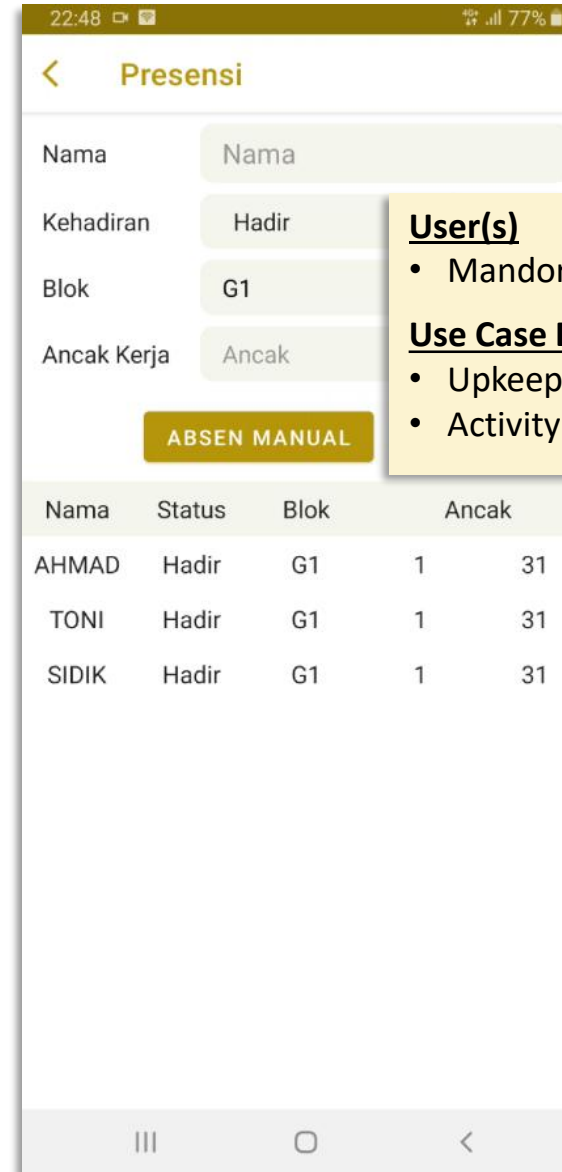 22:48 77%
Presensi
Nama Nama
Kehadiran Hadir
Blok G1
Ancak Kerja Ancak
ABSEN MANUAL
User(s)
• Mandor
Use Case
• Upkeep
• Activity
Nama Status Blok Ancak
AHMAD Hadir G1 1 31
TONI Hadir G1 1 31
SIDIK Hadir G1 1 31